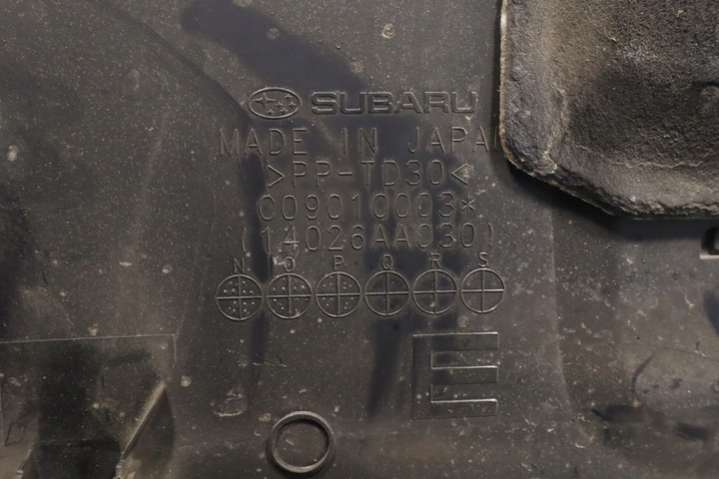 SUBARU
MADE IN JAPAN
>PP-TD30<
C09010003*
(14026AA030)
N O P Q R S
E